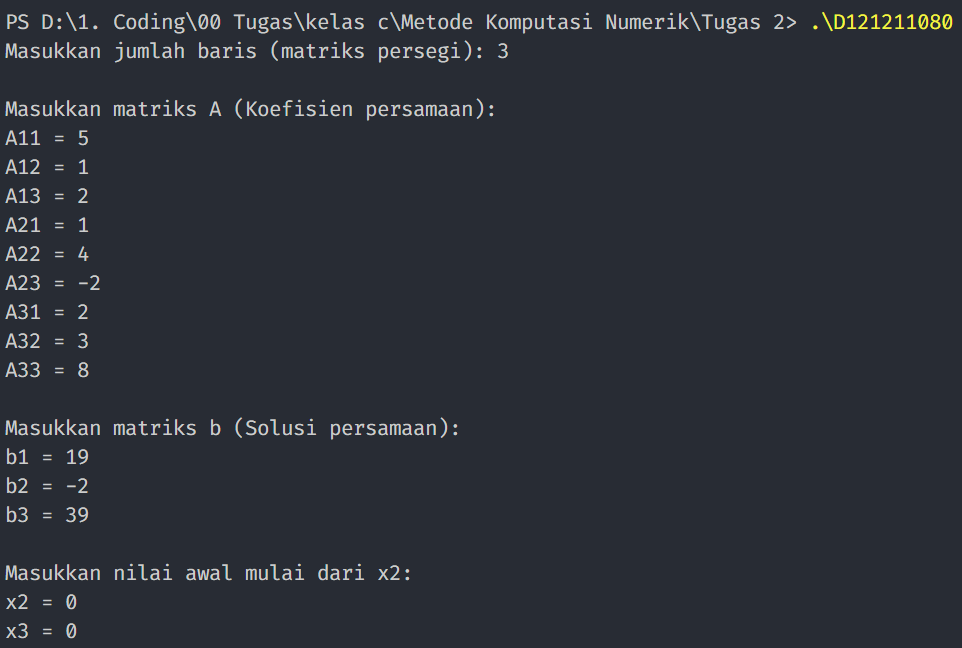 PS D:\1. Coding\00 Tugas\kelas c\Metode Komputasi Numerik\Tugas 2> .\D121211080
Masukkan jumlah baris (matriks persegi): 3
Masukkan matriks A (Koefisien persamaan):
A11 = 5
A12 = 1
A13 = 2
A21 = 1
A22 = 4
A23 = -2
A31 = 2
A32 = 3
A33 = 8
Masukkan matriks b (Solusi persamaan):
b1 = 19
b2 = -2
b3 = 39
Masukkan nilai awal mulai dari x2:
x2 = 0
x3 = 0